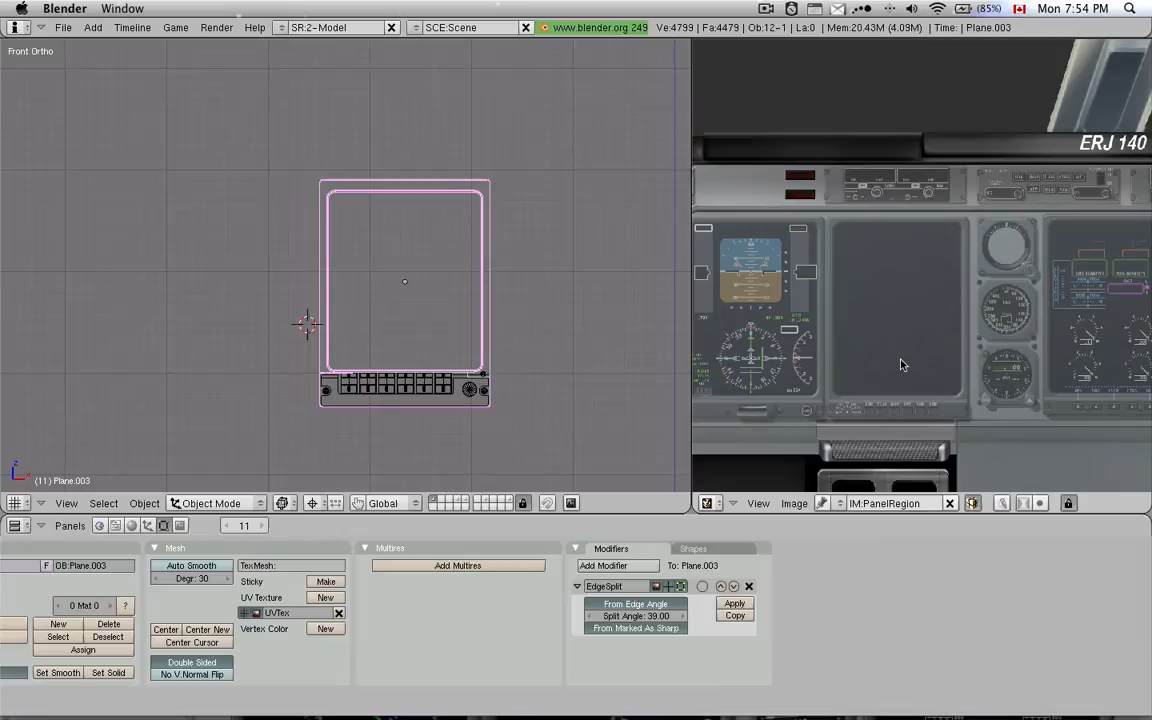 Blender Window (85%) Mon 7:54 PM
File Add Timeline Game Render Help SR:2-Model SCE:Scene www.blender.org 249 Ve:4799 | Fa:4479 | Ob:12-1 | La:0 | Mem:20.43M (4.09M) | Time: | Plane.003
Front Ortho
ERJ 140
z
x
(11) Plane.003
View Select Object Object Mode Global View Image IM:PanelRegion
Panels 11
Mesh Multires Modifiers Shapes
F OB:Plane.003 Auto Smooth TexMesh: Add Multires Add Modifier To: Plane.003
Degr: 30 Sticky Make EdgeSplit
0 Mat 0 ? UV Texture New From Edge Angle Apply
UVTex Split Angle: 39.00 Copy
New Delete Center Center New Vertex Color New From Marked As Sharp
Select Deselect Center Cursor
Assign
Double Sided
Set Smooth Set Solid No V.Normal Flip